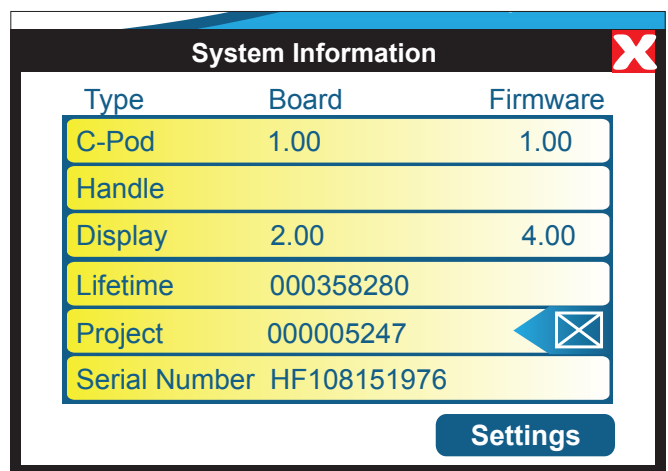 System Information
Type Board Firmware
C-Pod 1.00 1.00
Handle
Display 2.00 4.00
Lifetime 000358280
Project 000005247
Serial Number HF108151976
Settings